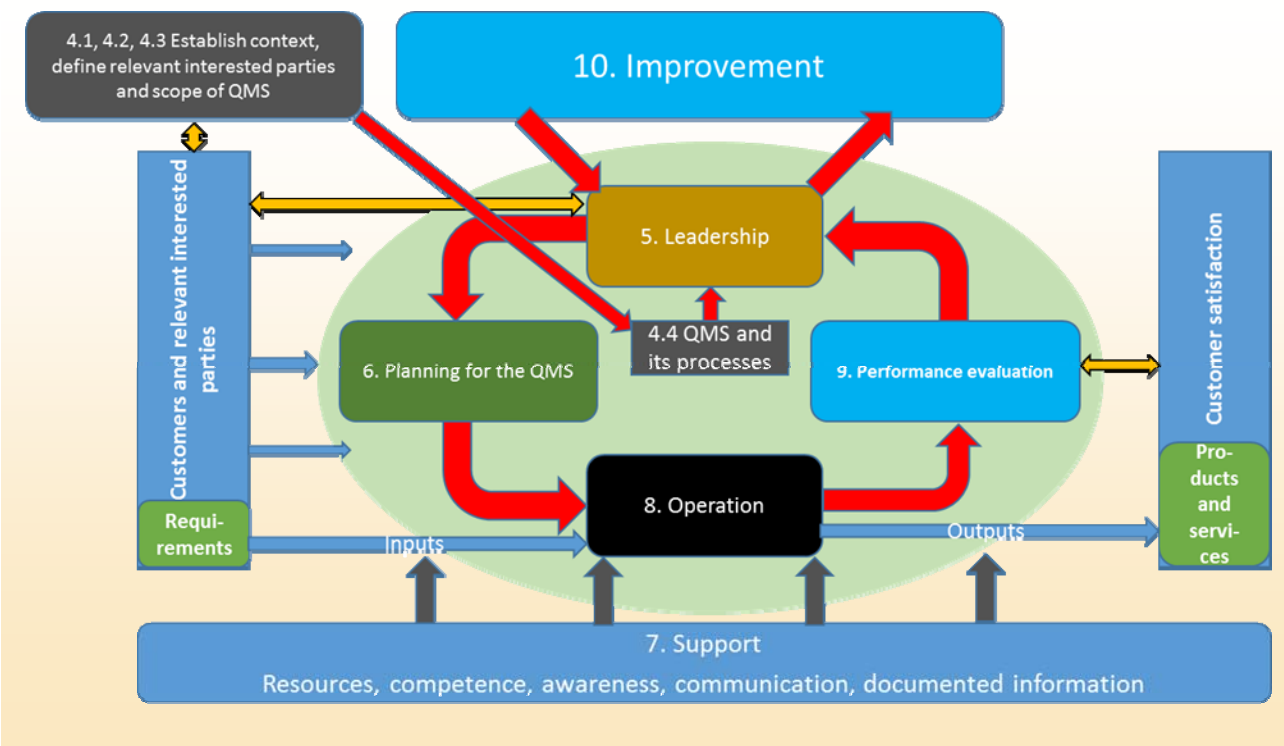 4.1, 4.2, 4.3 Establish context,
define relevant interested parties
and scope of QMS
10. Improvement
Customers and relevant interested
parties
Requi-
rements
5. Leadership
4.4 QMS and
its processes
6. Planning for the QMS
9. Performance evaluation
8. Operation
Inputs
Outputs
Customer satisfaction
Pro-
ducts
and
servi-
ces
7. Support
Resources, competence, awareness, communication, documented information